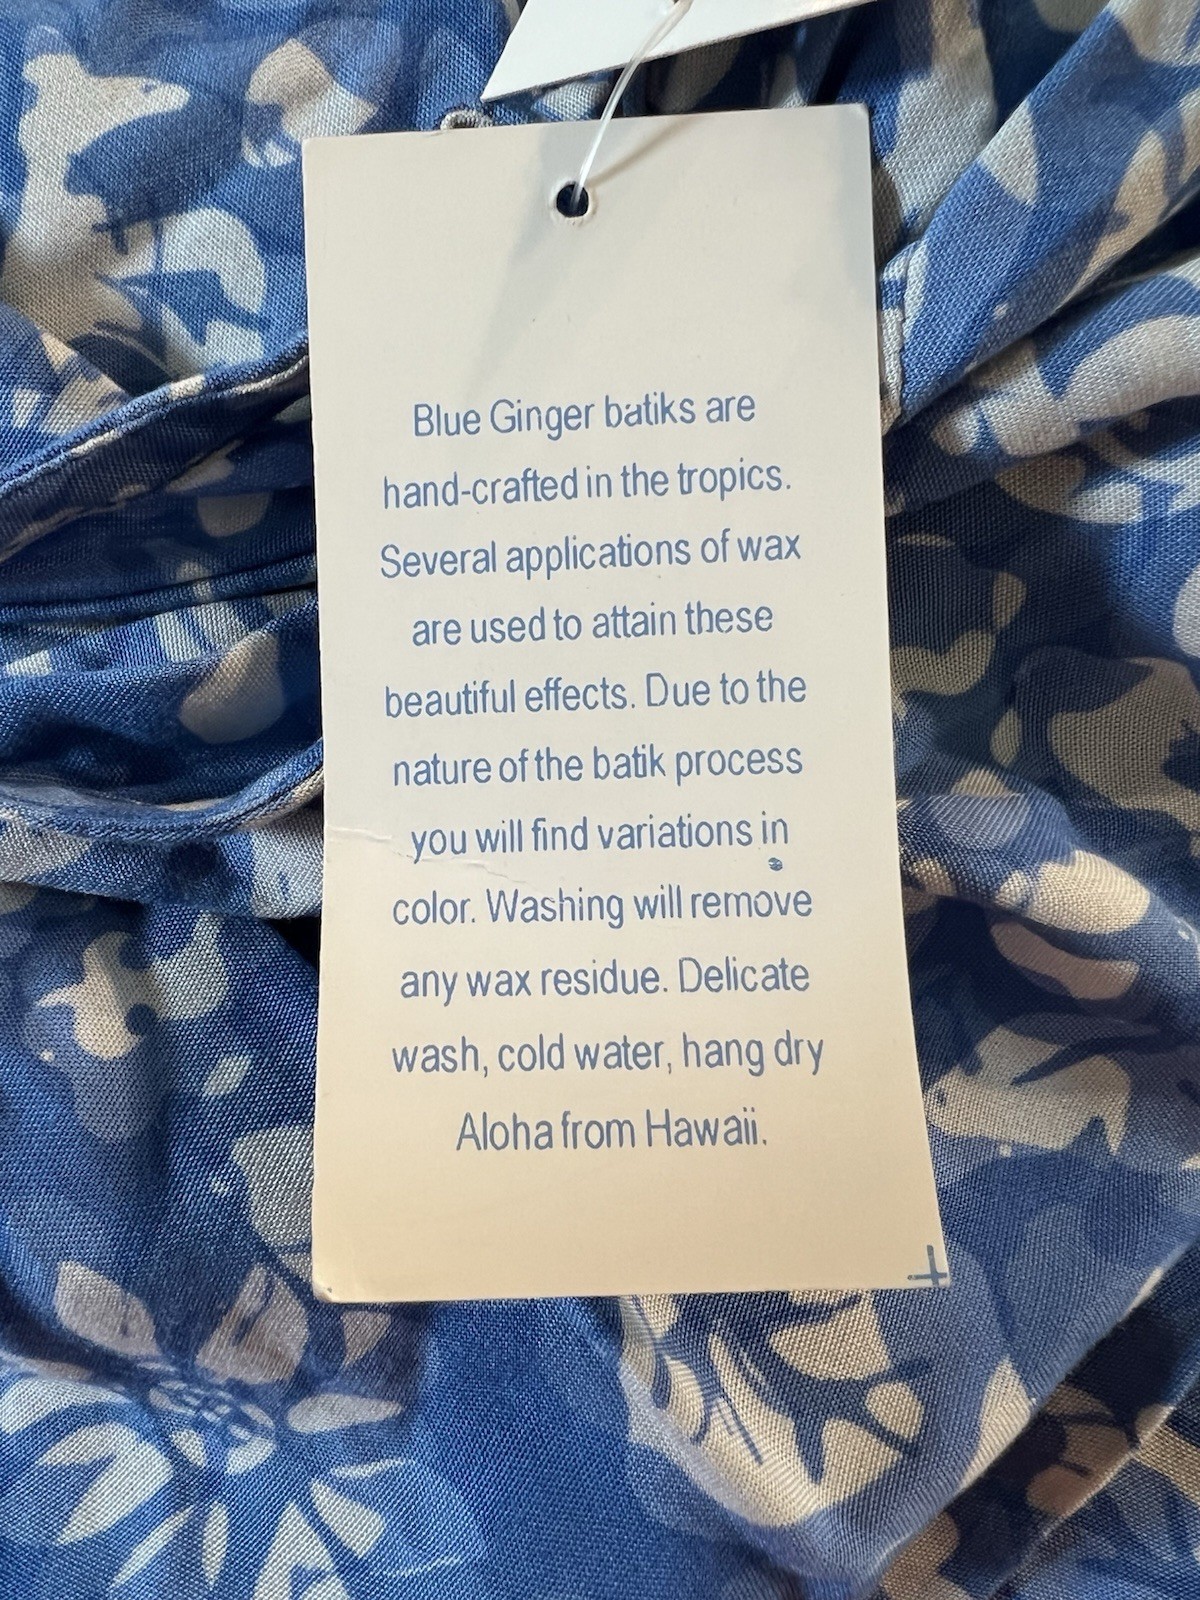 Blue Ginger batiks are
hand-crafted in the tropics.
Several applications of wax
are used to attain these
beautiful effects. Due to the
nature of the batik process
you will find variations in
color. Washing will remove
any wax residue. Delicate
wash, cold water, hang dry
Aloha from Hawaii.